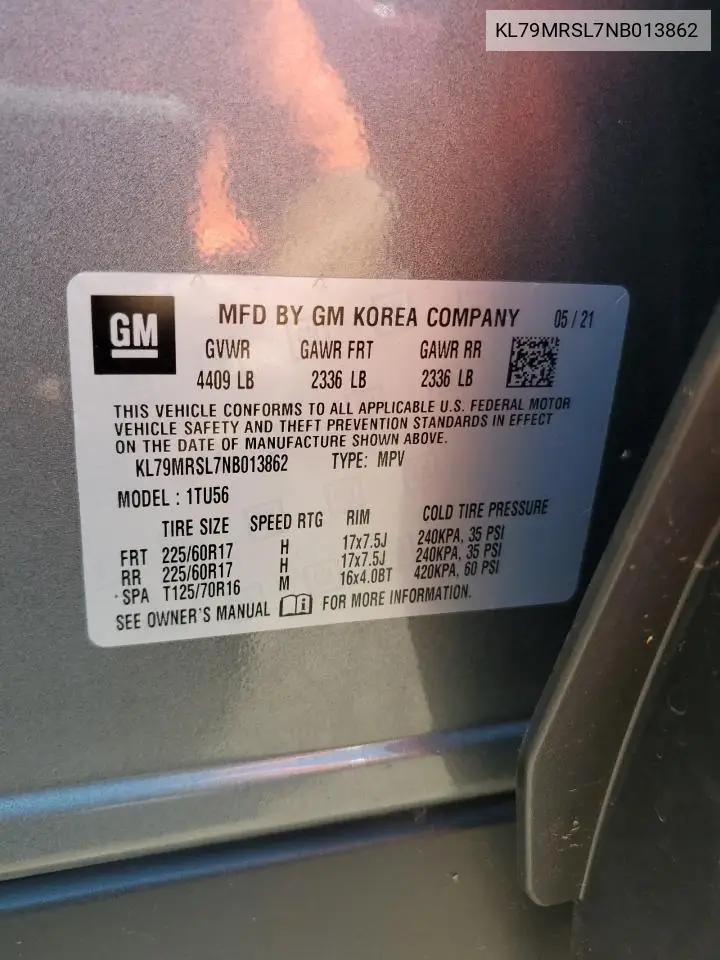 KL79MRSL7NB013862
GM
MFD BY GM KOREA COMPANY 05/21
GVWR GAWR FRT GAWR RR
4409 LB 2336 LB 2336 LB
THIS VEHICLE CONFORMS TO ALL APPLICABLE U.S. FEDERAL MOTOR
VEHICLE SAFETY AND THEFT PREVENTION STANDARDS IN EFFECT
ON THE DATE OF MANUFACTURE SHOWN ABOVE.
KL79MRSL7NB013862 TYPE: MPV
MODEL : 1TU56
TIRE SIZE SPEED RTG RIM COLD TIRE PRESSURE
FRT 225/60R17 H 17x7.5J 240KPA, 35 PSI
RR 225/60R17 H 17x7.5J 240KPA, 35 PSI
SPA T125/70R16 M 16x4.0BT 420KPA, 60 PSI
SEE OWNER'S MANUAL i FOR MORE INFORMATION.